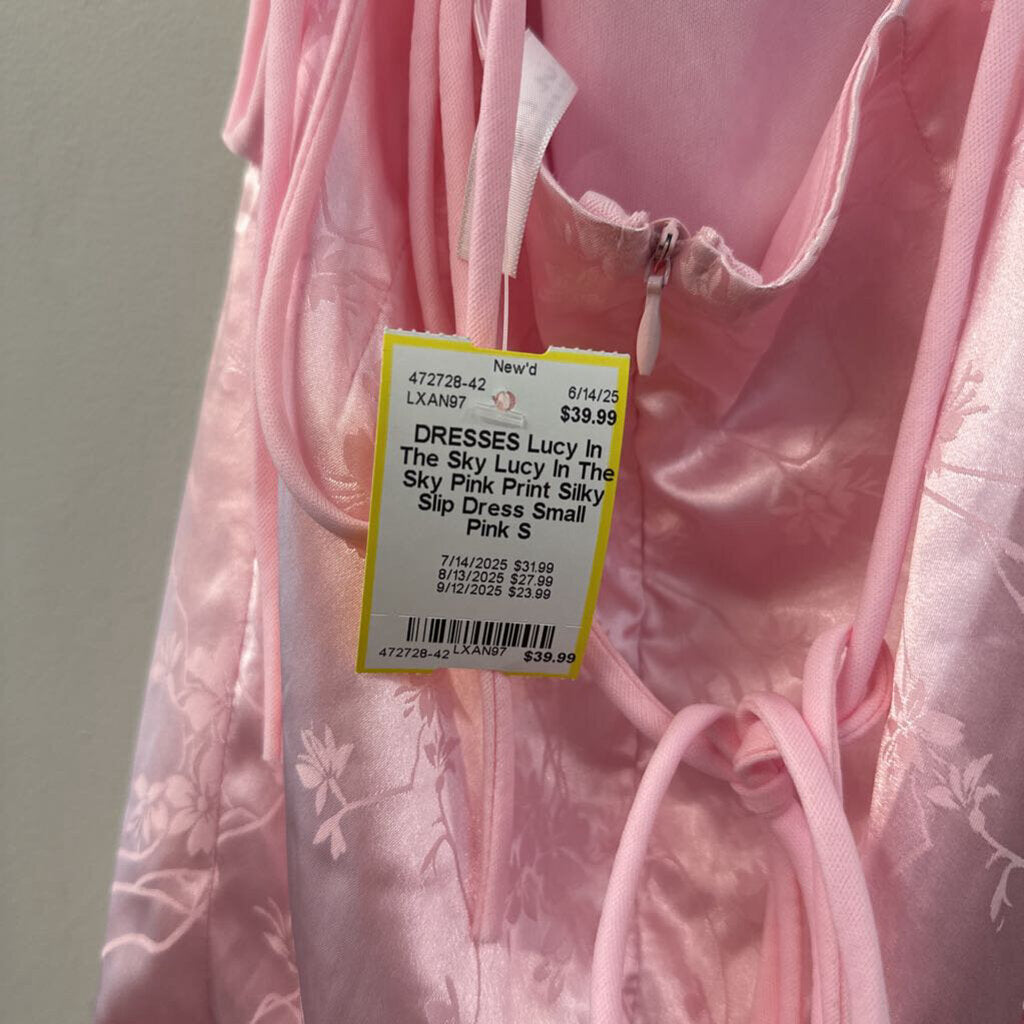 New'd
472728-42 6/14/25
LXAN97 $39.99
DRESSES Lucy In
The Sky Lucy In The
Sky Pink Print Silky
Slip Dress Small
Pink S
7/14/2025 $31.99
8/13/2025 $27.99
9/12/2025 $23.99
472728-42 LXAN97 $39.99